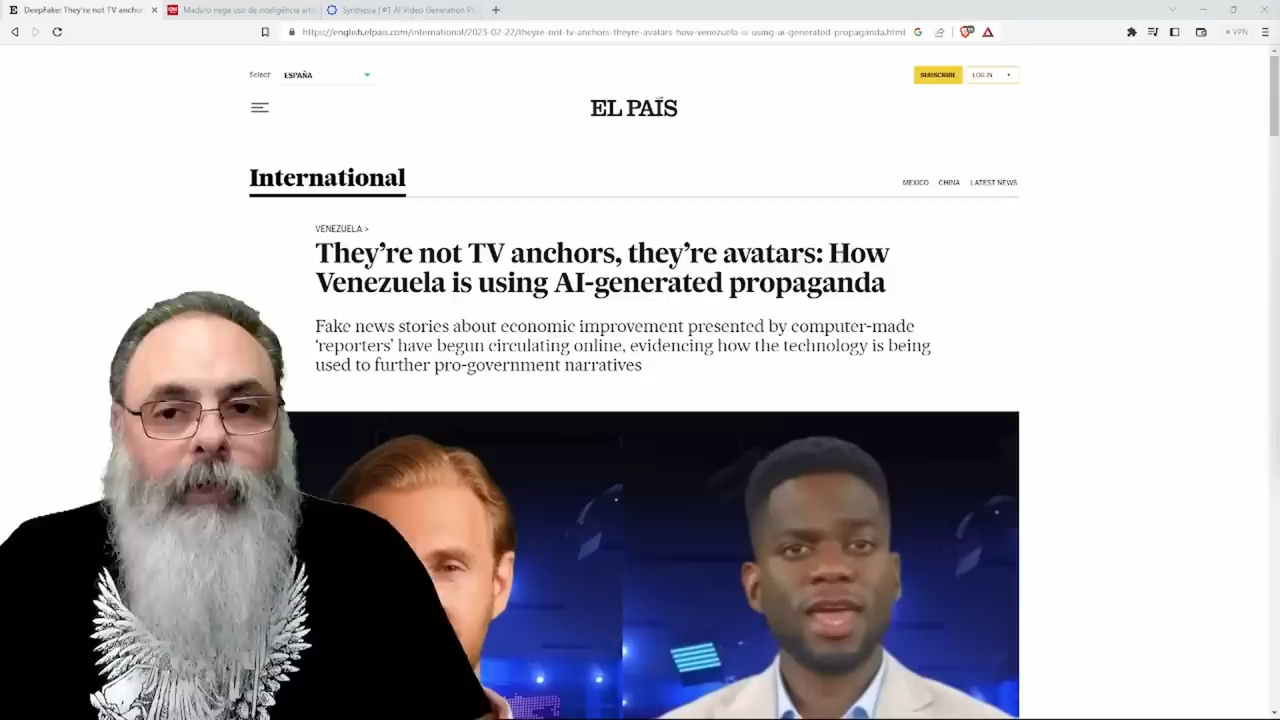 DeepFake: They're not TV anchor
Maduro nega uso de inteligência arti
Synthesia | #1 AI Video Generation Pl
https://english.elpais.com/international/2023-02-22/theyre-not-tv-anchors-theyre-avatars-how-venezuela-is-using-ai-generated-propaganda.html
VPN
Select: ESPAÑA
SUBSCRIBE LOG IN
EL PAÍS
International
MEXICO CHINA LATEST NEWS
VENEZUELA >
They’re not TV anchors, they’re avatars: How
Venezuela is using AI-generated propaganda
Fake news stories about economic improvement presented by computer-made
‘reporters’ have begun circulating online, evidencing how the technology is being
used to further pro-government narratives